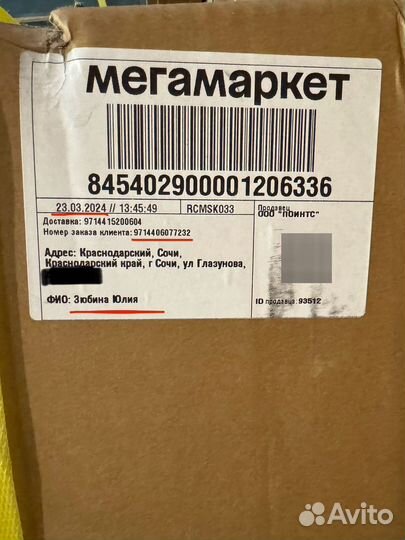 мегамаркет
845402900001206336
23.03.2024 // 13:45:49
RCMSK033
Продавец
ООО "ПОИНТС"
Доставка: 9714415200604
Номер заказа клиента: 9714406077232
Адрес: Краснодарский, Сочи,
Краснодарский край, г Сочи, ул Глазунова,
ФИО: Зюбина Юлия
ID продавца: 93512
Avito